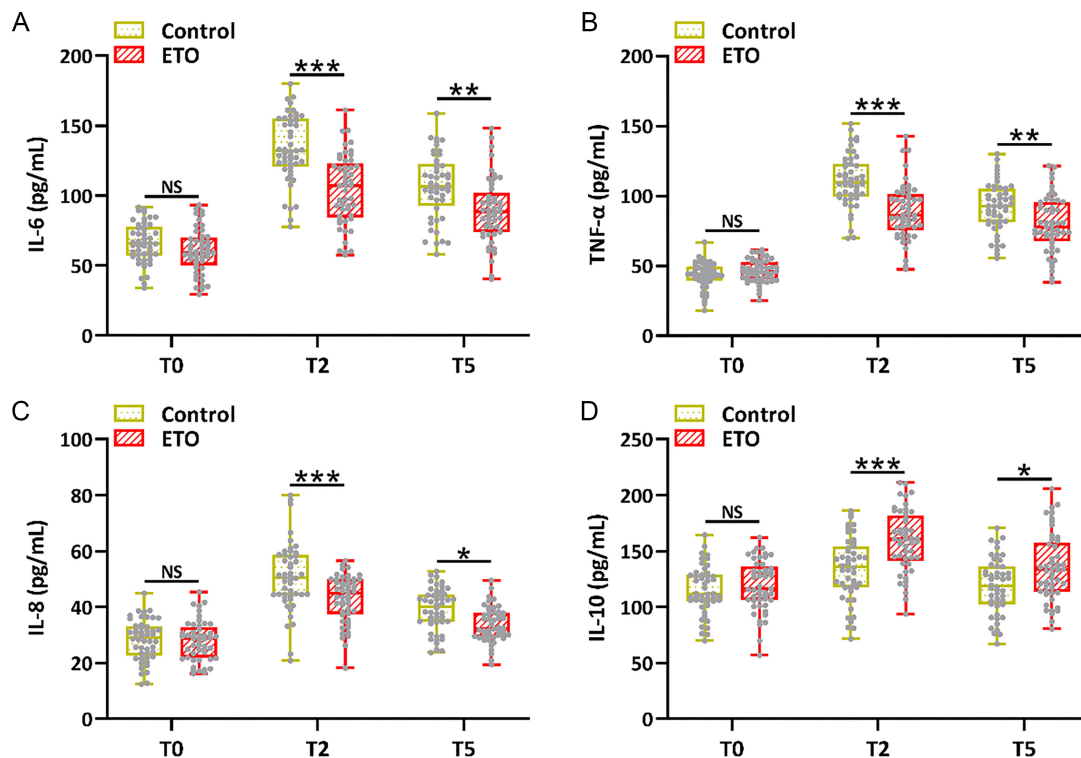 A
Control
ETO
IL-6 (pg/mL)
200
150
100
50
0
NS
***
**
T0
T2
T5
B
Control
ETO
TNF-α (pg/mL)
200
150
100
50
0
NS
***
**
T0
T2
T5
C
Control
ETO
IL-8 (pg/mL)
100
80
60
40
20
0
NS
***
*
T0
T2
T5
D
Control
ETO
IL-10 (pg/mL)
250
200
150
100
50
0
NS
***
*
T0
T2
T5